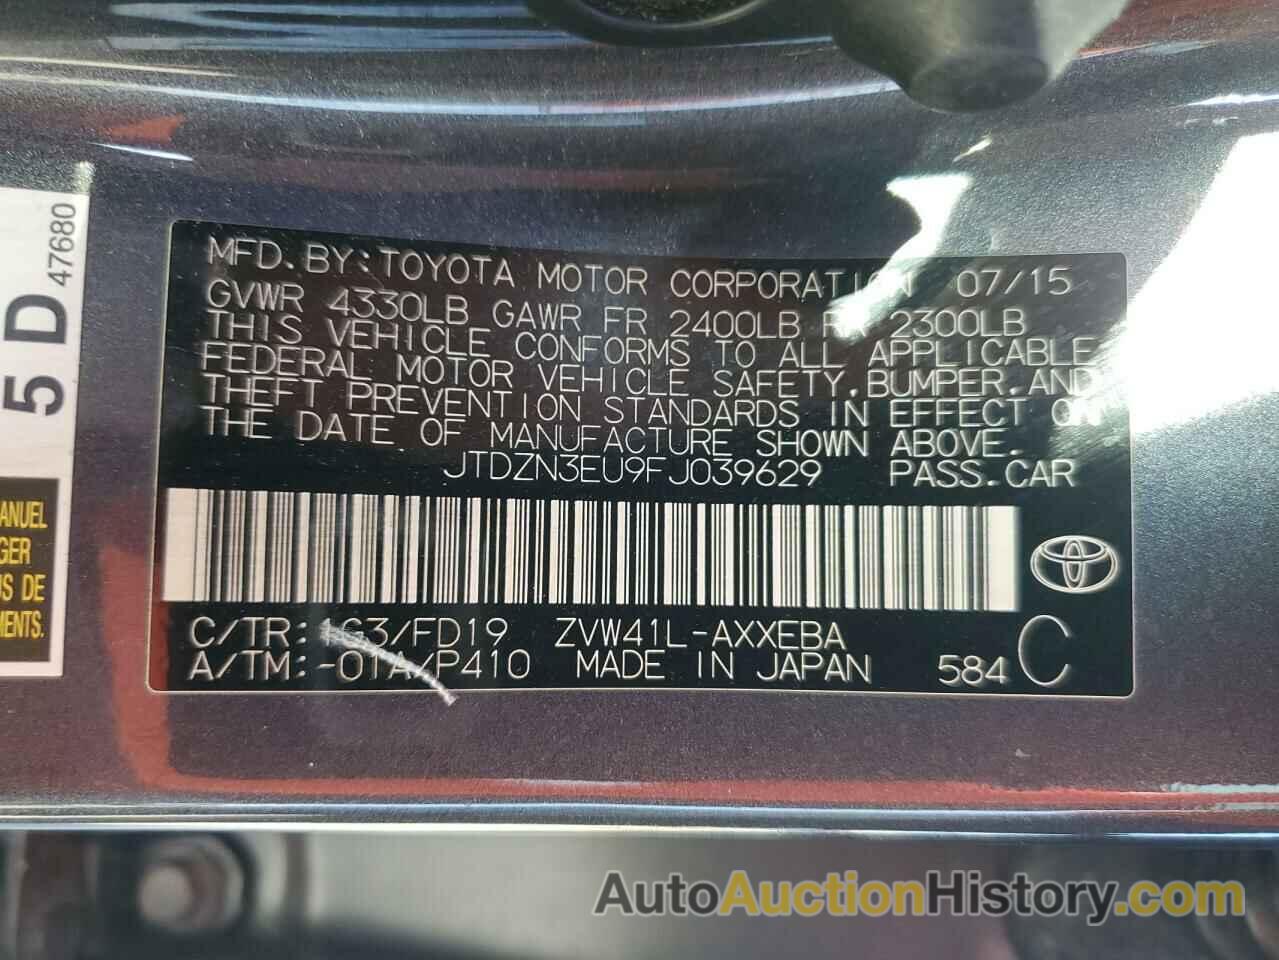 MFD.BY:TOYOTA MOTOR CORPORATION 07/15
GVWR 4330LB GAWR FR 2400LB RR 2300LB
THIS VEHICLE CONFORMS TO ALL APPLICABLE
FEDERAL MOTOR VEHICLE SAFETY,BUMPER,AND
THEFT PREVENTION STANDARDS IN EFFECT ON
THE DATE OF MANUFACTURE SHOWN ABOVE.
JTDZN3EU9FJ039629 PASS.CAR
C/TR:1G3/FD19 ZVW41L-AXXEBA
A/TM:-01A/P410 MADE IN JAPAN 584 C
5 D
47680
MANUEL
DE
AutoAuctionHistory.com